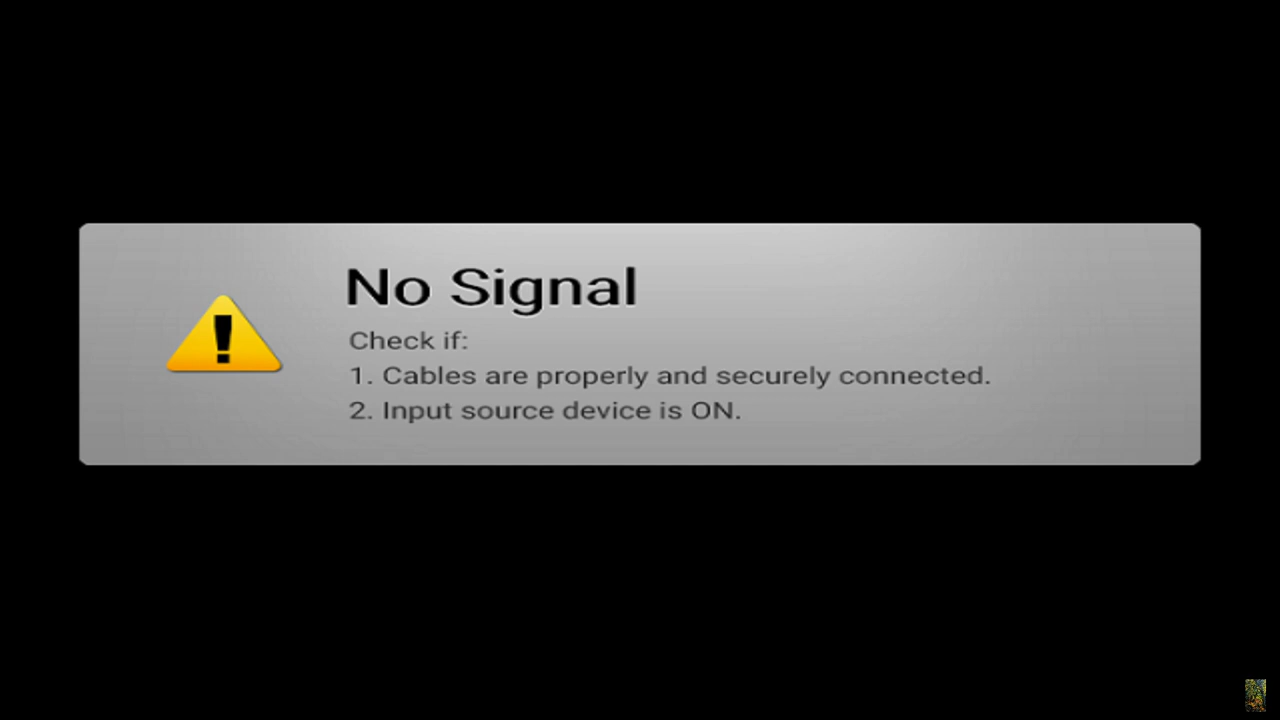 No Signal
Check if:
1. Cables are properly and securely connected.
2. Input source device is ON.